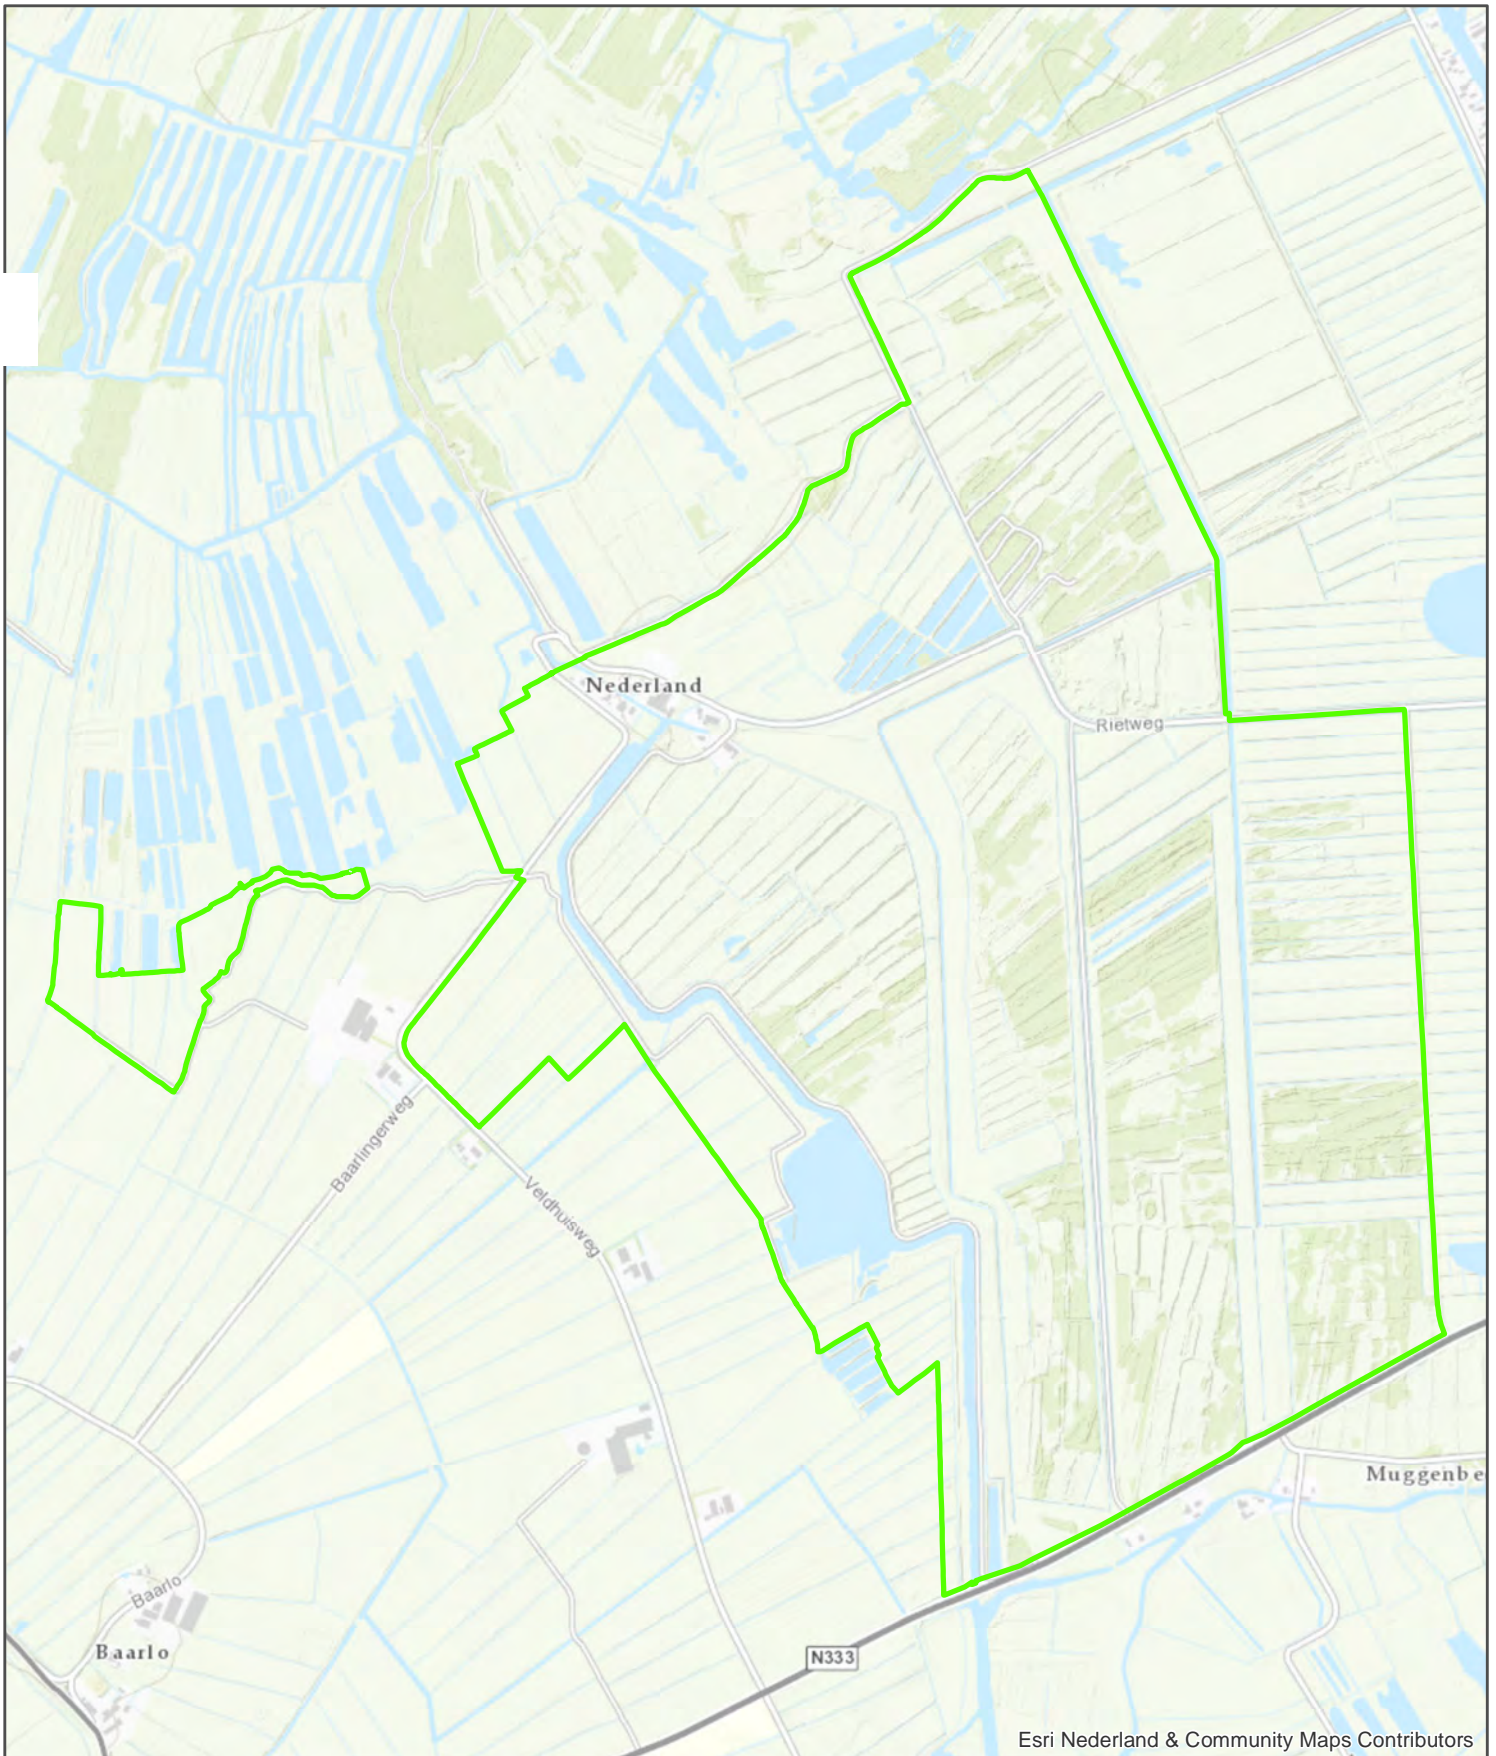 Nederland
Rietweg
Baarlingerweg
Veldhuisweg
Muggenbe
Baarlo
Baarlo
N333
Esri Nederland & Community Maps Contributors